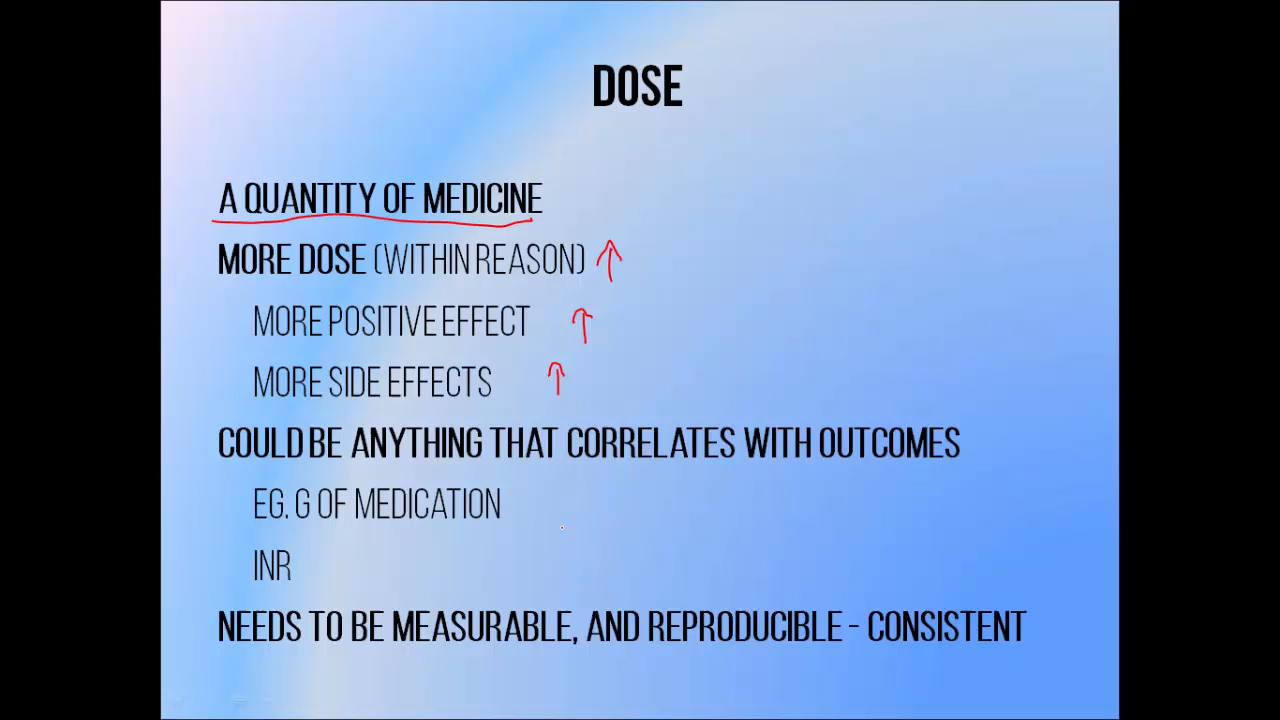 DOSE
A QUANTITY OF MEDICINE
MORE DOSE (WITHIN REASON)
MORE POSITIVE EFFECT
MORE SIDE EFFECTS
COULD BE ANYTHING THAT CORRELATES WITH OUTCOMES
EG. G OF MEDICATION
INR
NEEDS TO BE MEASURABLE, AND REPRODUCIBLE - CONSISTENT